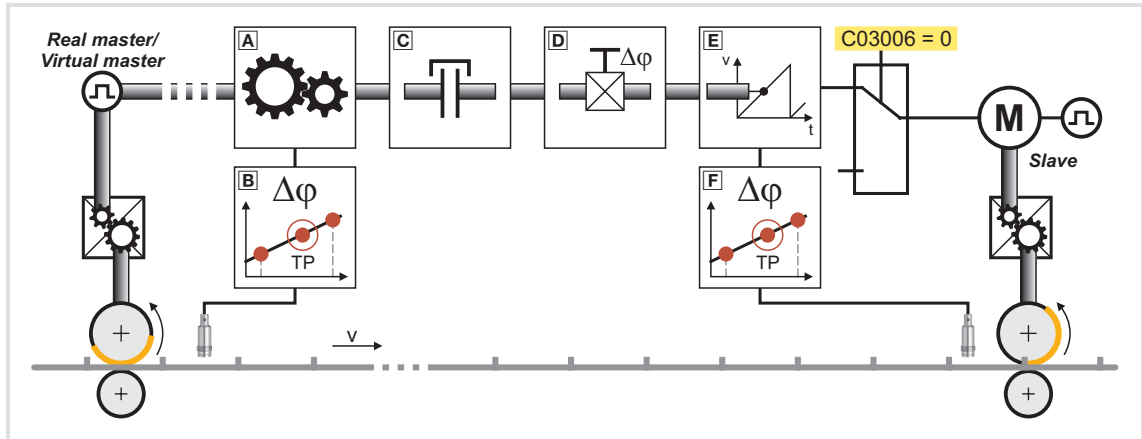 Real master/
Virtual master
A
C
D
Δφ
E
v
t
C03006 = 0
M
Slave
B
Δφ
TP
F
Δφ
TP
v